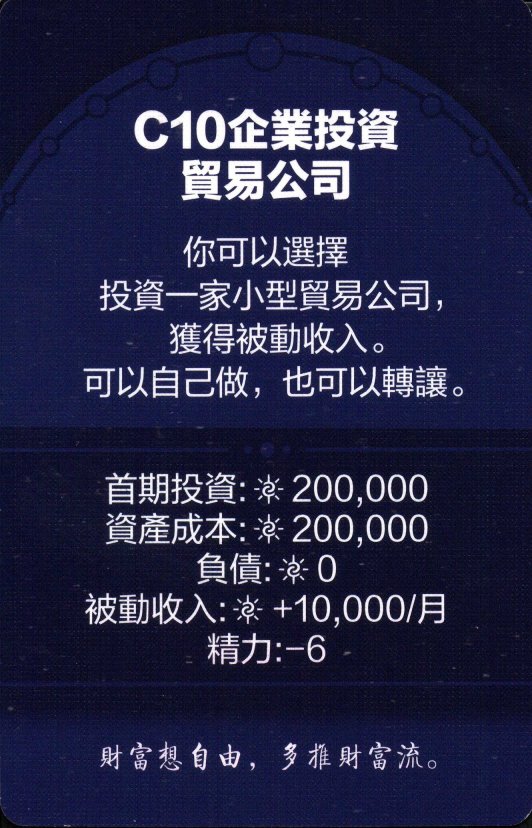 C10企業投資
貿易公司
你可以選擇
投資一家小型貿易公司，
獲得被動收入。
可以自己做，也可以轉讓。
首期投資: 200,000
資產成本: 200,000
負債: 0
被動收入: +10,000/月
精力:-6
財富想自由，多推財富流。